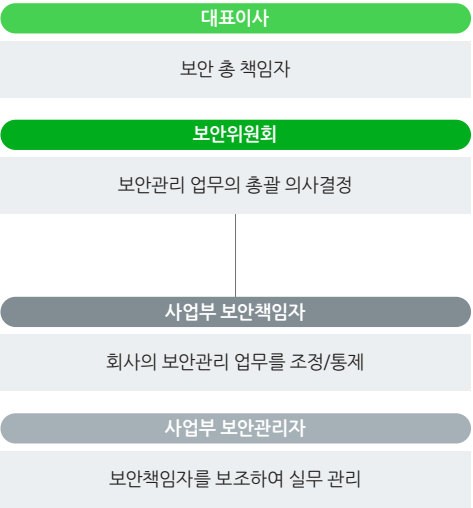 대표이사
보안 총 책임자
보안위원회
보안관리 업무의 총괄 의사결정
사업부 보안책임자
회사의 보안관리 업무를 조정/통제
사업부 보안관리자
보안책임자를 보조하여 실무 관리